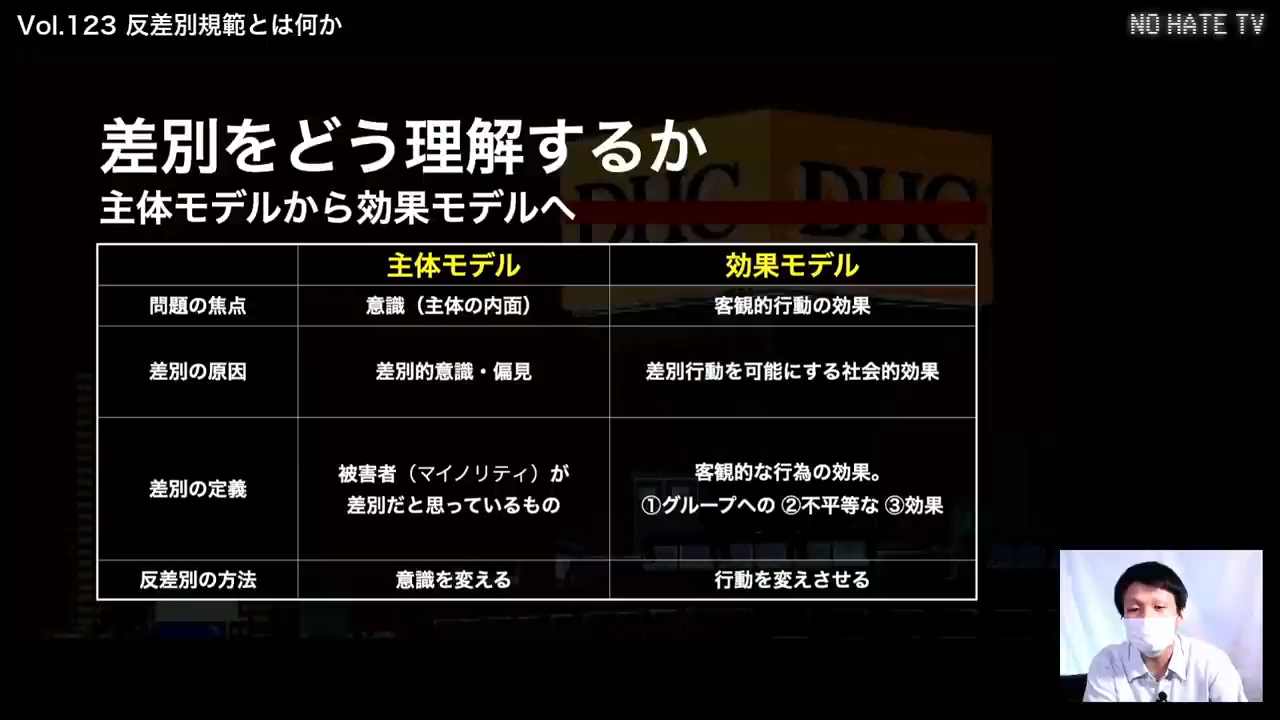 Vol.123 反差別規範とは何か
NO HATE TV
差別をどう理解するか
主体モデルから効果モデルへ
DHC DHC
主体モデル 効果モデル
問題の焦点 意識（主体の内面） 客観的行動の効果
差別の原因 差別的意識・偏見 差別行動を可能にする社会的効果
差別の定義
被害者（マイノリティ）が
差別だと思っているもの
客観的な行為の効果。
①グループへの ②不平等な ③効果
反差別の方法 意識を変える 行動を変えさせる